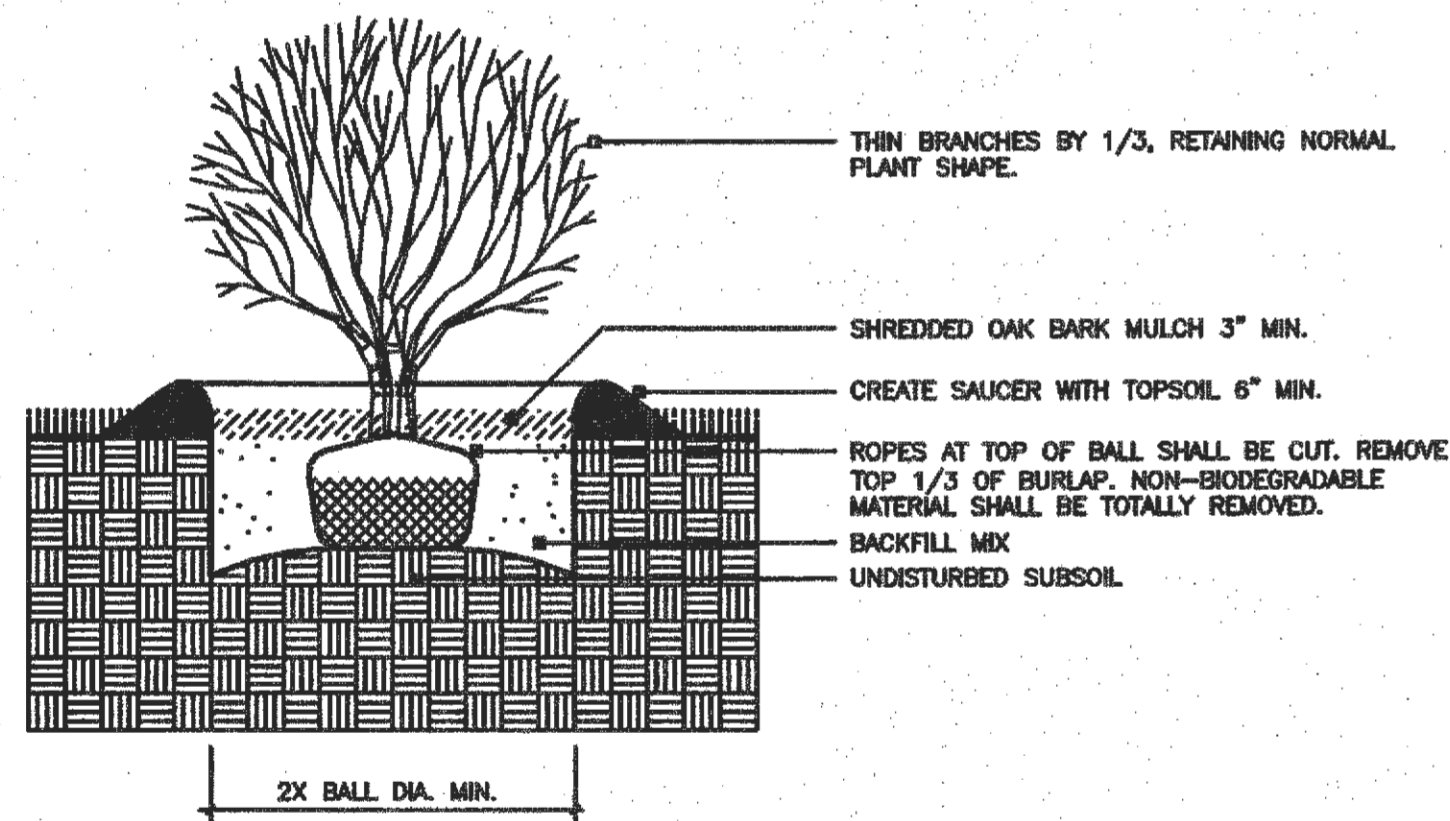 THIN BRANCHES BY 1/3, RETAINING NORMAL
PLANT SHAPE.
SHREDDED OAK BARK MULCH 3" MIN.
CREATE SAUCER WITH TOPSOIL 6" MIN.
ROPES AT TOP OF BALL SHALL BE CUT. REMOVE
TOP 1/3 OF BURLAP. NON-BIODEGRADABLE
MATERIAL SHALL BE TOTALLY REMOVED.
BACKFILL MIX
UNDISTURBED SUBSOIL
2X BALL DIA. MIN.